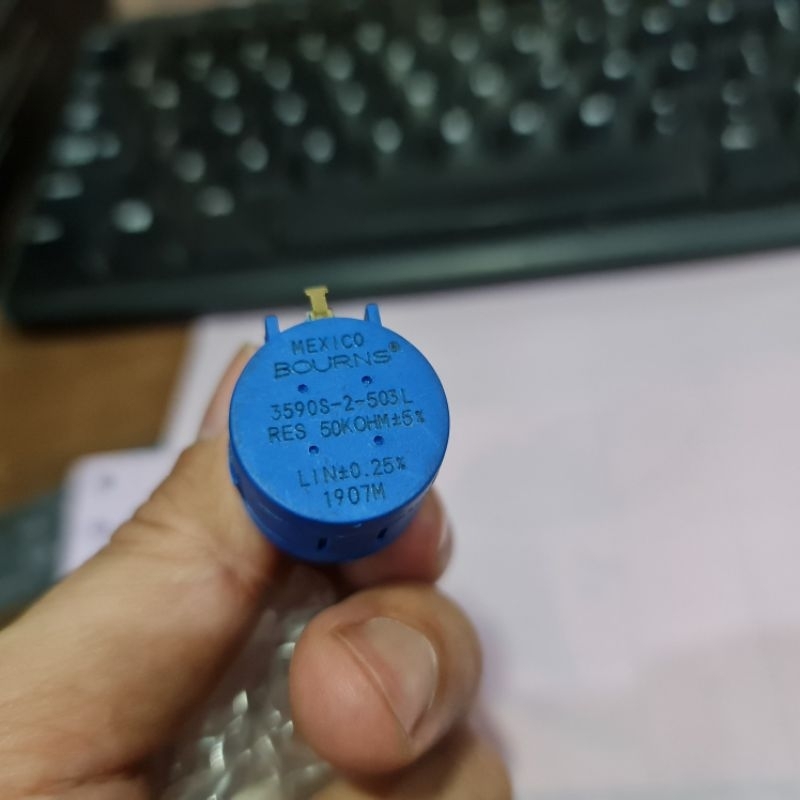 MEXICO
BOURNS®
3590S-2-503L
RES 50KOHM±5%
LIN±0.25%
1907M